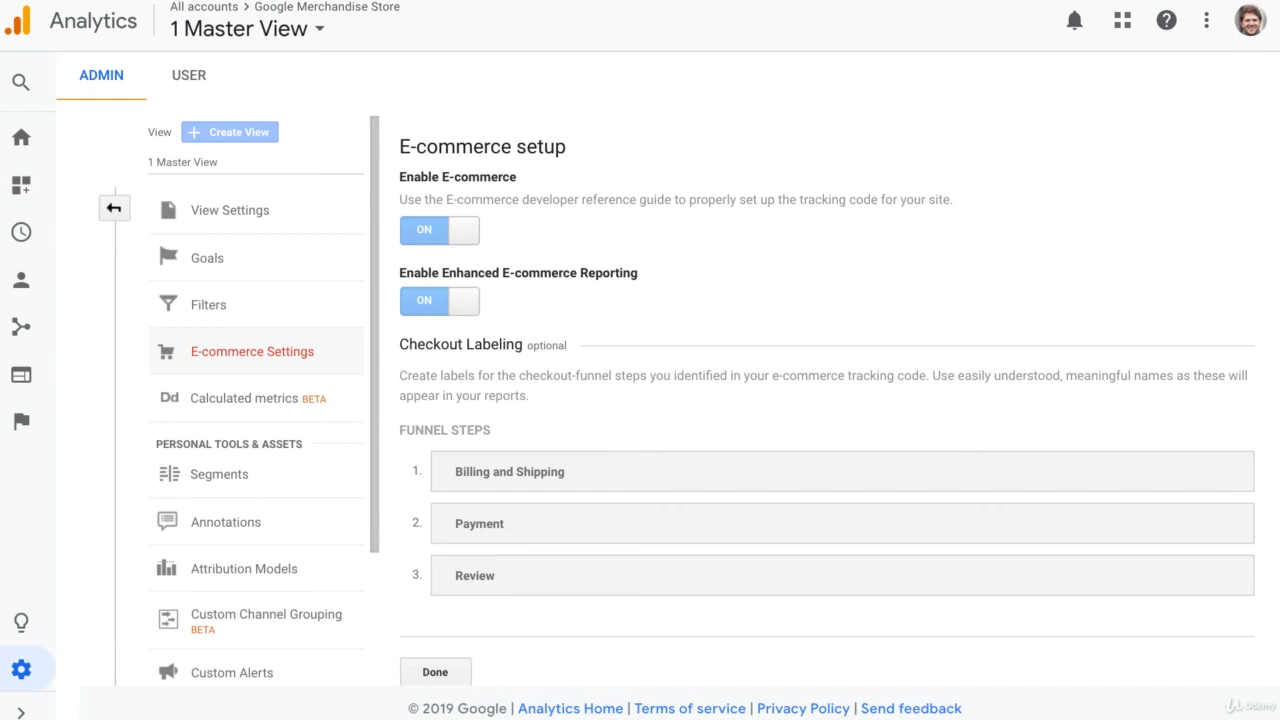 Analytics
All accounts > Google Merchandise Store
1 Master View
ADMIN
USER
View
+ Create View
1 Master View
View Settings
Goals
Filters
E-commerce Settings
Dd Calculated metrics BETA
PERSONAL TOOLS & ASSETS
Segments
Annotations
Attribution Models
Custom Channel Grouping
BETA
Custom Alerts
E-commerce setup
Enable E-commerce
Use the E-commerce developer reference guide to properly set up the tracking code for your site.
ON
Enable Enhanced E-commerce Reporting
ON
Checkout Labeling optional
Create labels for the checkout-funnel steps you identified in your e-commerce tracking code. Use easily understood, meaningful names as these will
appear in your reports.
FUNNEL STEPS
1. Billing and Shipping
2. Payment
3. Review
Done
© 2019 Google | Analytics Home | Terms of service | Privacy Policy | Send feedback
Udemy